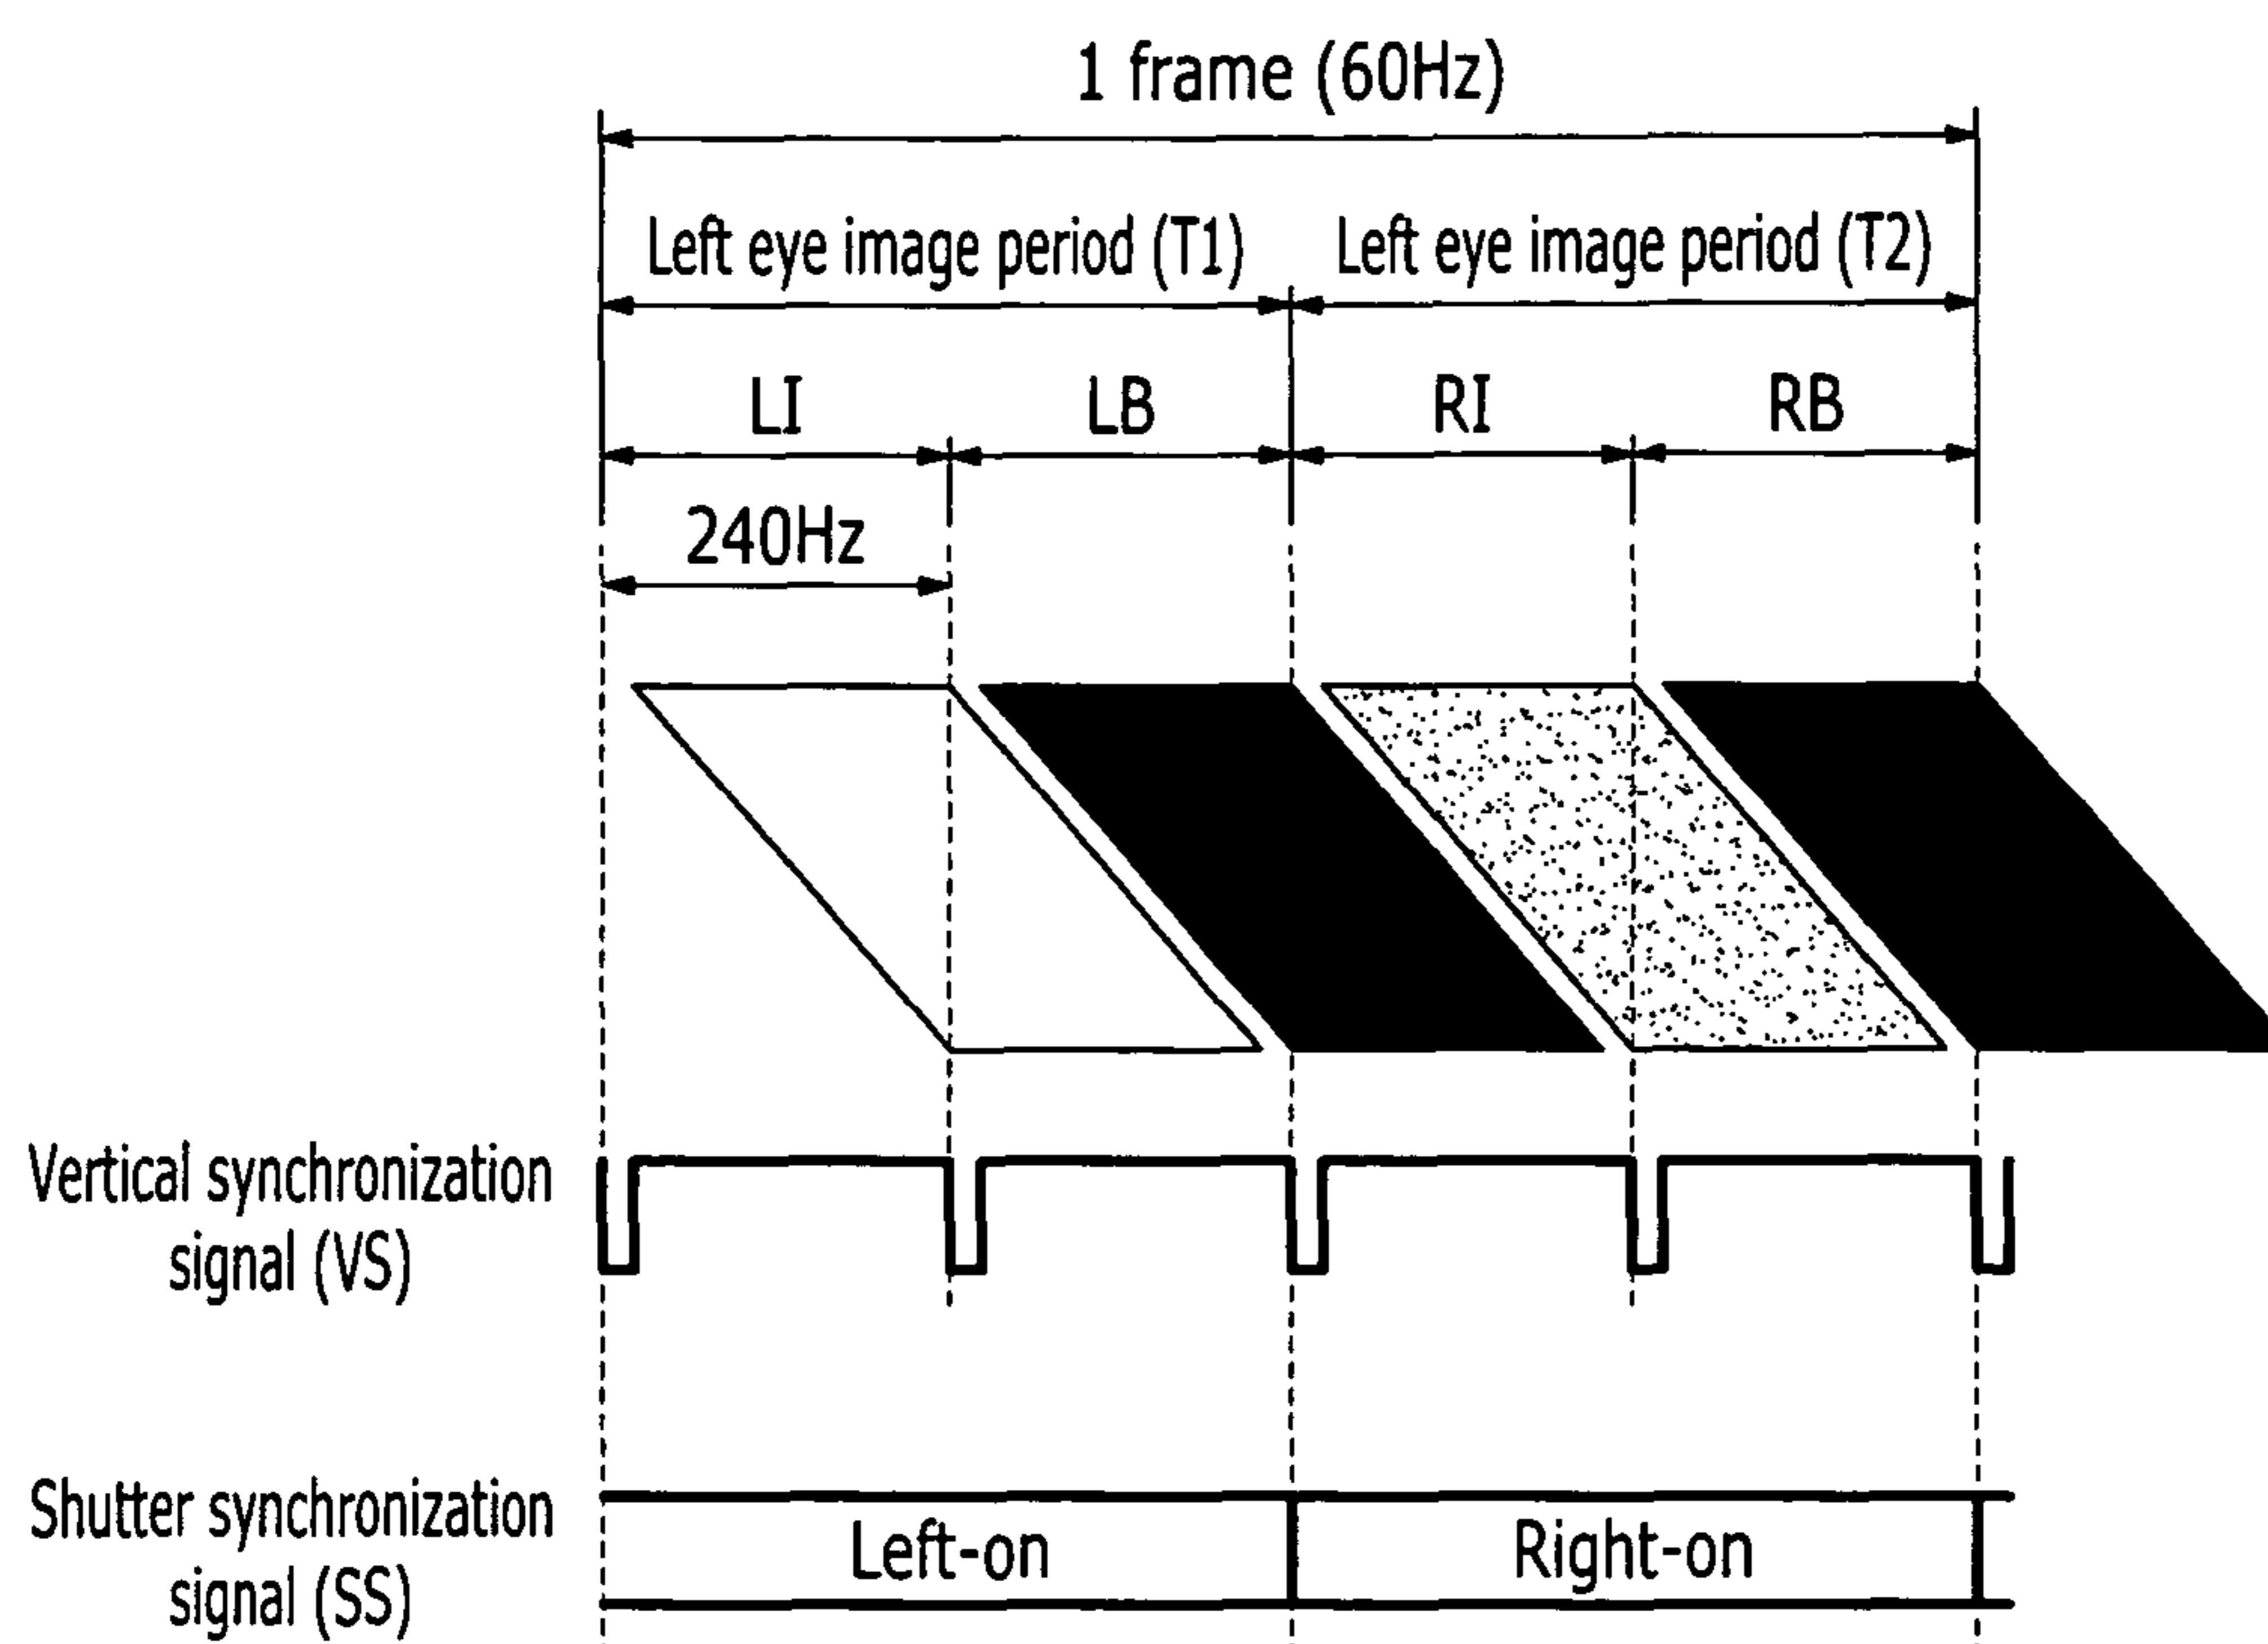 1 frame (60Hz)
Left eye image period (T1)
Left eye image period (T2)
LI
LB
RI
RB
240Hz
Vertical synchronization
signal (VS)
Shutter synchronization
signal (SS)
Left-on
Right-on